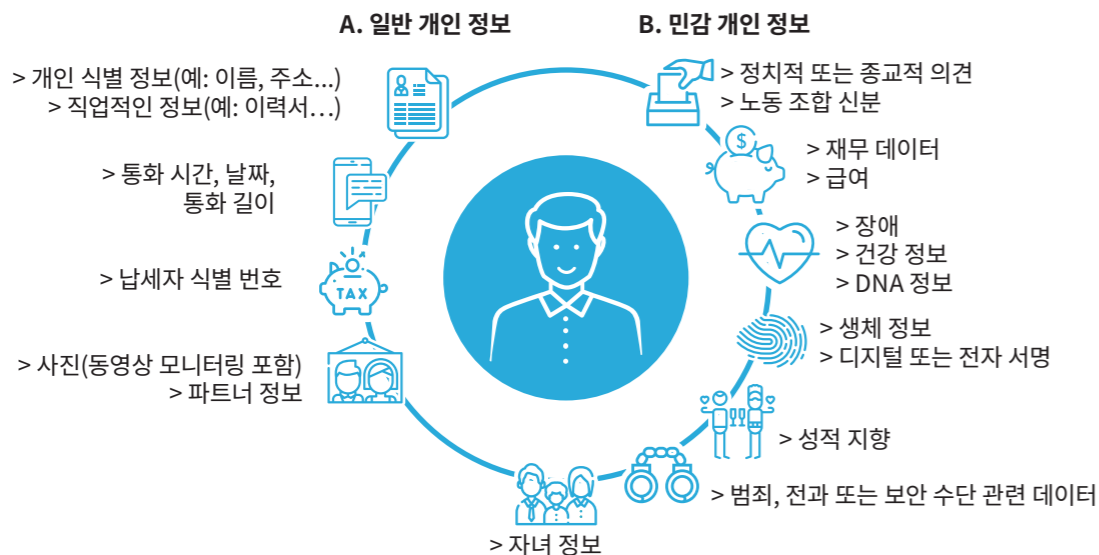 A. 일반 개인 정보
> 개인 식별 정보(예: 이름, 주소...)
> 직업적인 정보(예: 이력서…)
> 통화 시간, 날짜,
통화 길이
> 납세자 식별 번호
TAX
> 사진(동영상 모니터링 포함)
> 파트너 정보
> 자녀 정보
B. 민감 개인 정보
> 정치적 또는 종교적 의견
> 노동 조합 신분
$
> 재무 데이터
> 급여
> 장애
> 건강 정보
> DNA 정보
> 생체 정보
> 디지털 또는 전자 서명
> 성적 지향
> 범죄, 전과 또는 보안 수단 관련 데이터